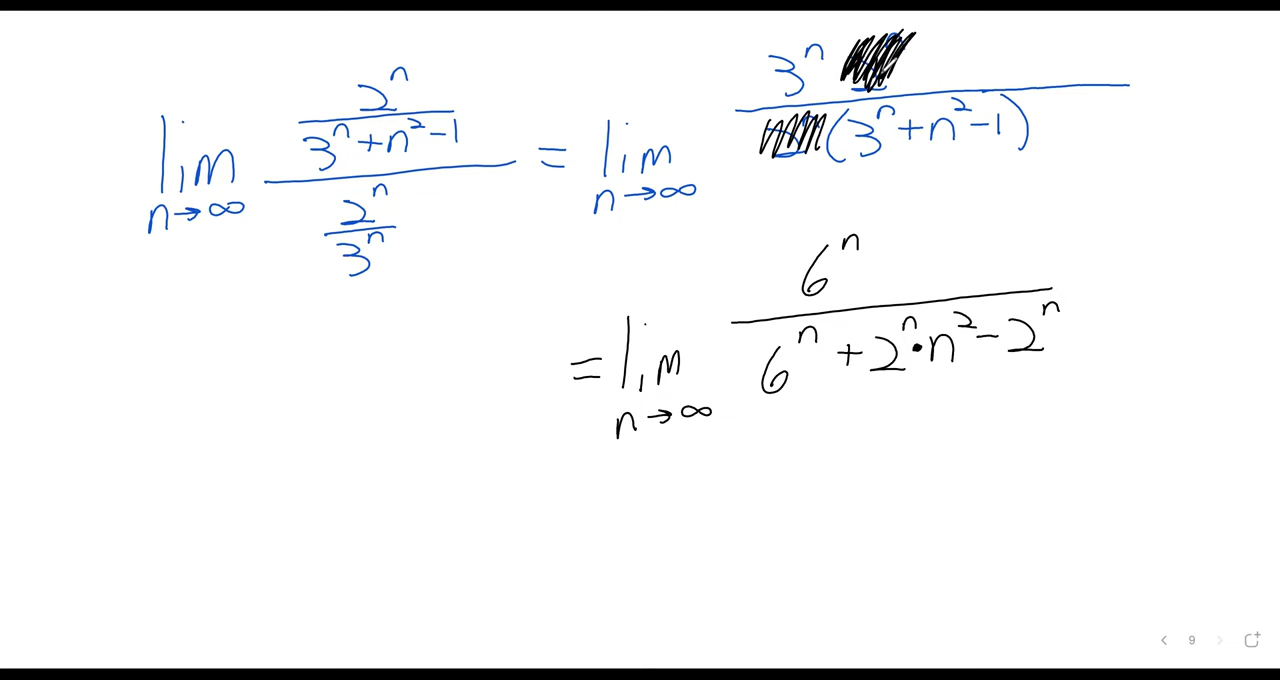 lim n→∞ (2^n / (3^n + n^2 - 1)) / (2^n / 3^n) = lim n→∞ 3^n / (3^n + n^2 - 1)
= lim n→∞ 6^n / (6^n + 2^n · n^2 - 2^n)
< 9 >